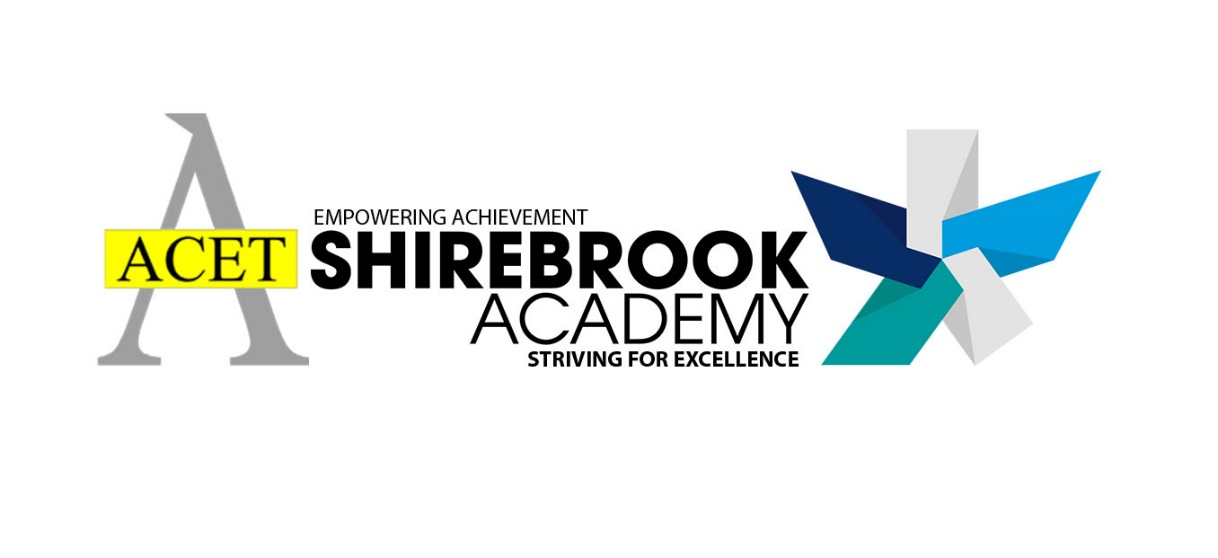 ACET
EMPOWERING ACHIEVEMENT
SHIREBROOK
ACADEMY
STRIVING FOR EXCELLENCE